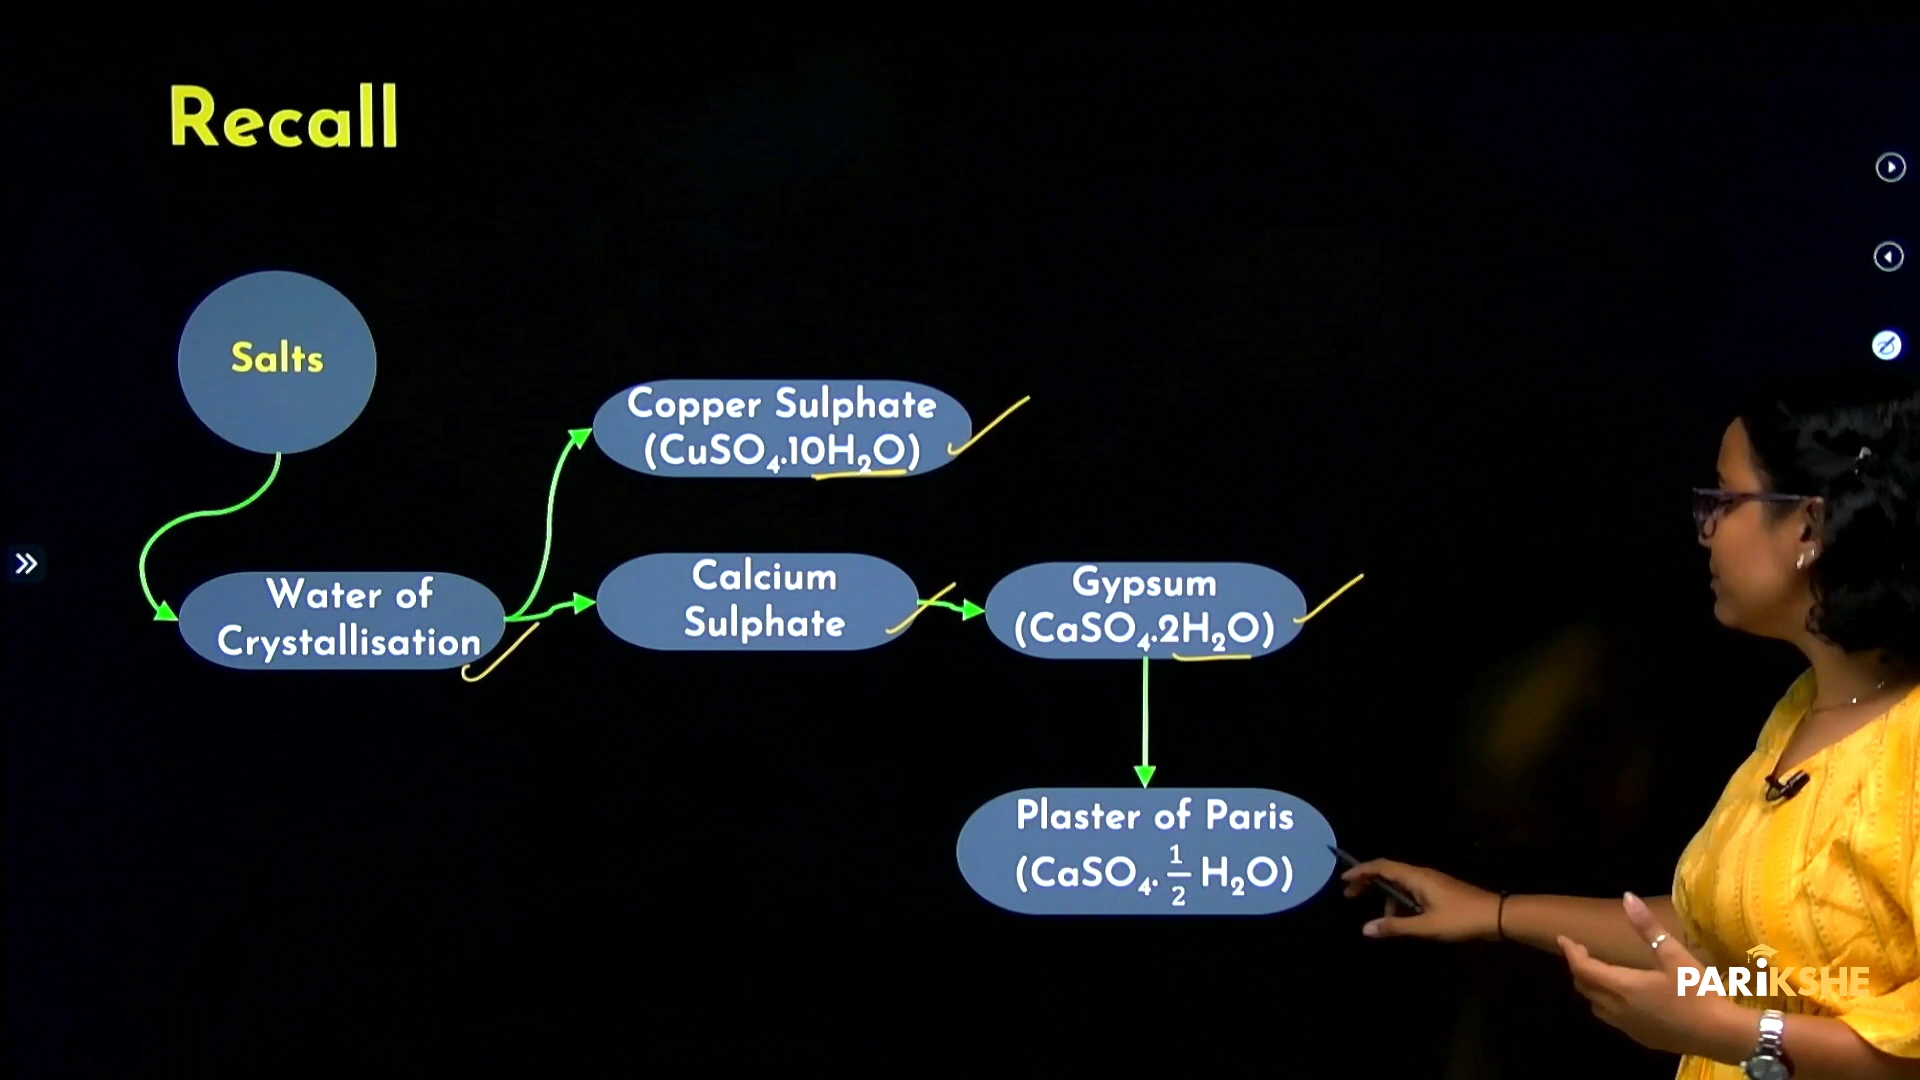 Recall
Salts
Copper Sulphate
(CuSO₄.10H₂O)
Water of
Crystallisation
Calcium
Sulphate
Gypsum
(CaSO₄.2H₂O)
Plaster of Paris
(CaSO₄. 1/2 H₂O)
PARiKSHE